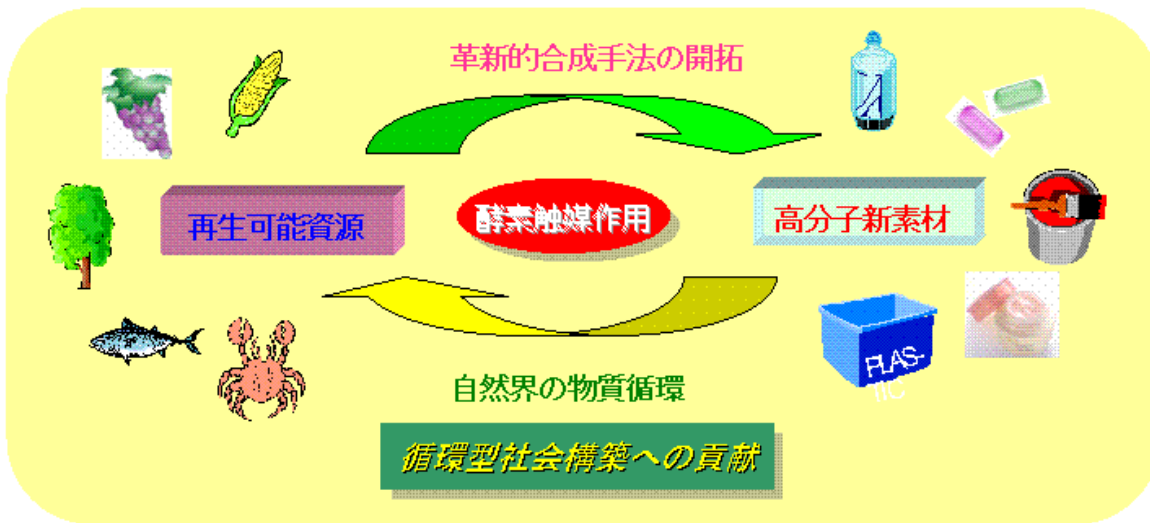 革新的合成手法の開拓
再生可能資源
酵素触媒作用
高分子新素材
PLAS-
TIC
自然界の物質循環
循環型社会構築への貢献